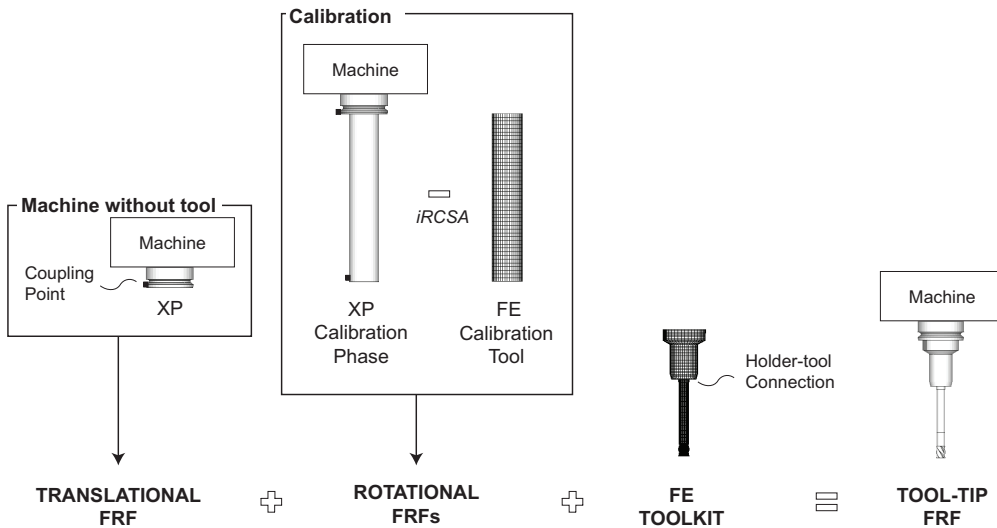 Calibration
Machine
iRCSA
XP
Calibration
Phase
FE
Calibration
Tool
Machine without tool
Machine
Coupling
Point
XP
Holder-tool
Connection
Machine
TRANSLATIONAL
FRF
ROTATIONAL
FRFs
FE
TOOLKIT
TOOL-TIP
FRF